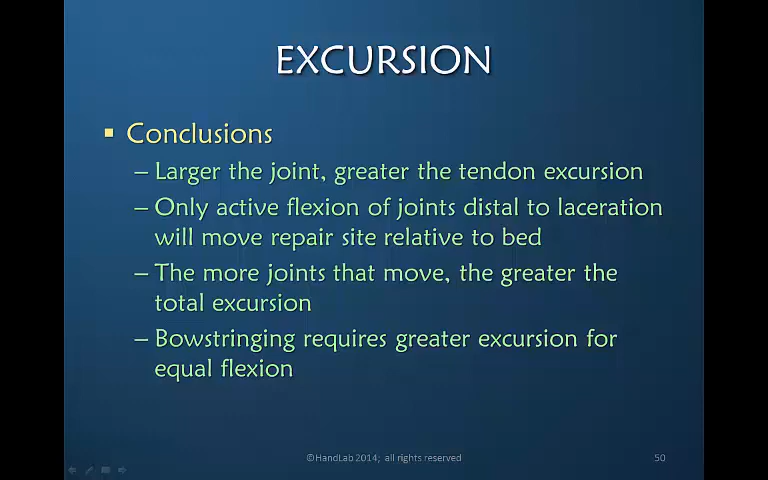 EXCURSION
▪ Conclusions
– Larger the joint, greater the tendon excursion
– Only active flexion of joints distal to laceration
will move repair site relative to bed
– The more joints that move, the greater the
total excursion
– Bowstringing requires greater excursion for
equal flexion
©HandLab 2014; all rights reserved
50